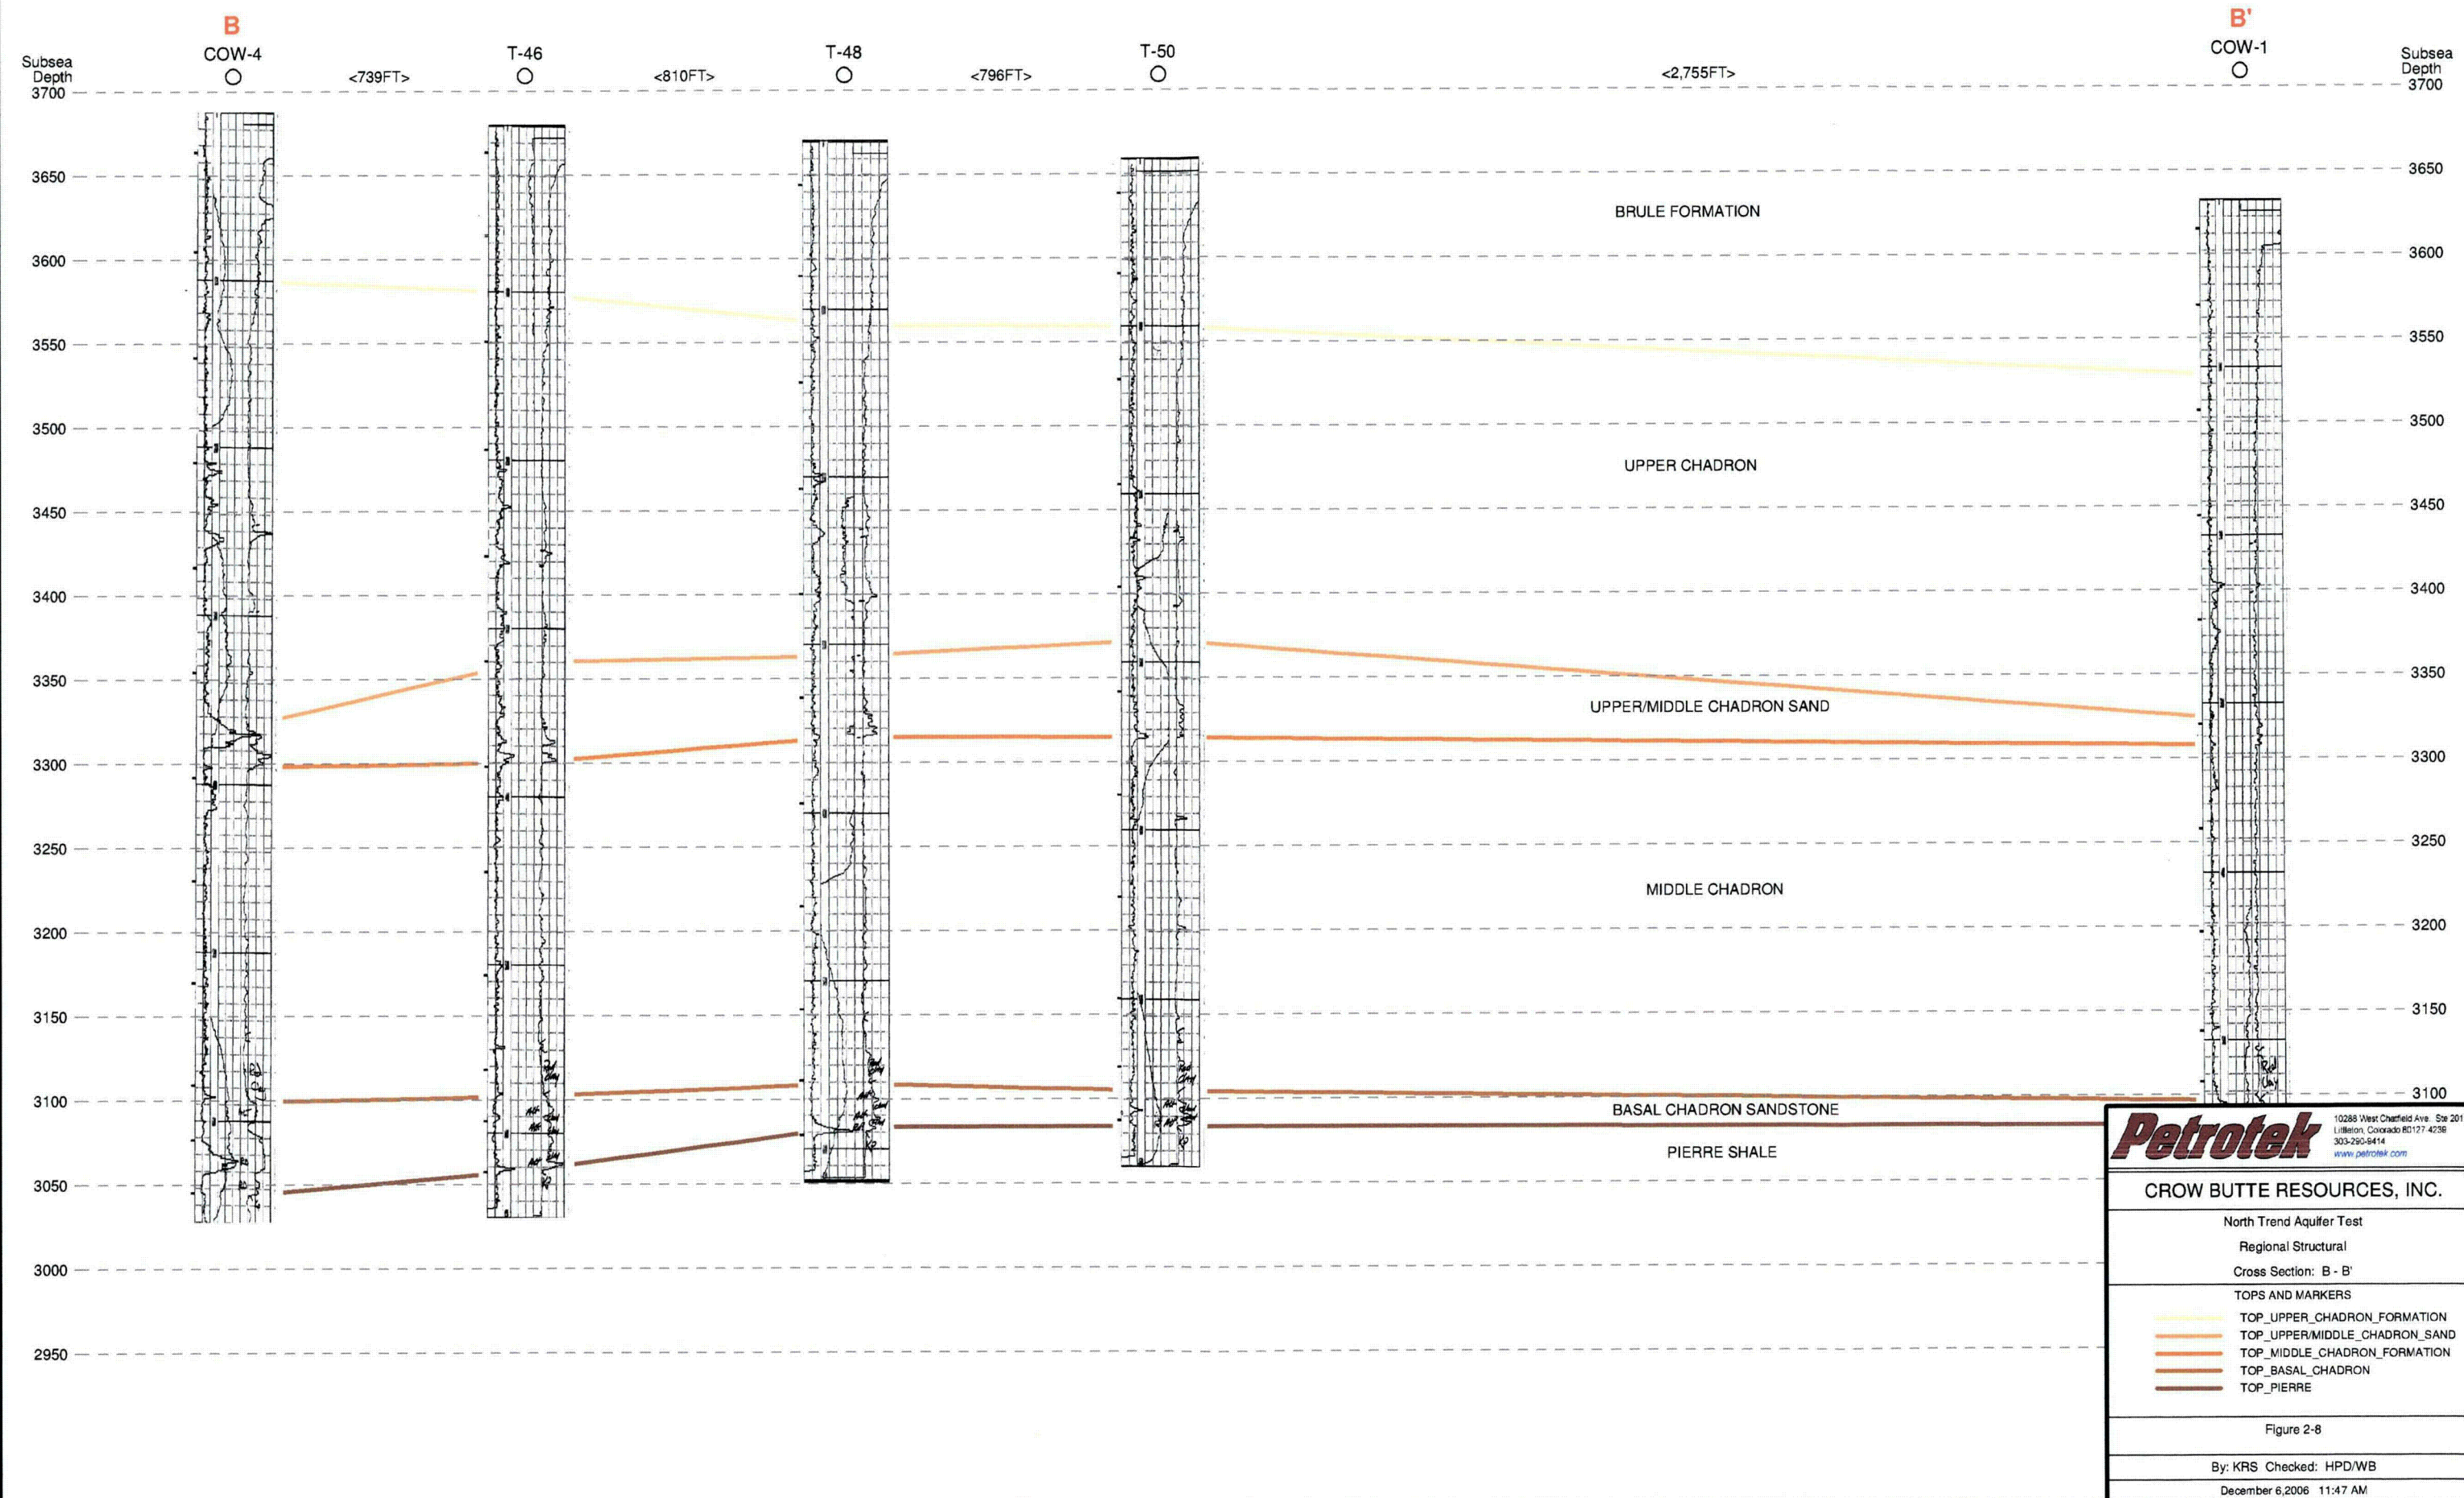 B
B'
COW-4
T-46
T-48
T-50
COW-1
Subsea
Depth
<739FT>
<810FT>
<796FT>
<2,755FT>
Subsea
Depth
3700
3700
3650
3650
BRULE FORMATION
3600
3600
3550
3550
3500
3500
UPPER CHADRON
3450
3450
3400
3400
3350
3350
UPPER/MIDDLE CHADRON SAND
3300
3300
3250
3250
MIDDLE CHADRON
3200
3200
3150
3150
3100
3100
BASAL CHADRON SANDSTONE
PIERRE SHALE
3050
3000
2950
Red
Clay
Petrotek
10288 West Chatfield Ave. Ste 201
Littleton, Colorado 80127-4239
303-290-9414
www.petrotek.com
CROW BUTTE RESOURCES, INC.
North Trend Aquifer Test
Regional Structural
Cross Section: B - B'
TOPS AND MARKERS
TOP_UPPER_CHADRON_FORMATION
TOP_UPPER/MIDDLE_CHADRON_SAND
TOP_MIDDLE_CHADRON_FORMATION
TOP_BASAL_CHADRON
TOP_PIERRE
Figure 2-8
By: KRS Checked: HPD/WB
December 6,2006 11:47 AM